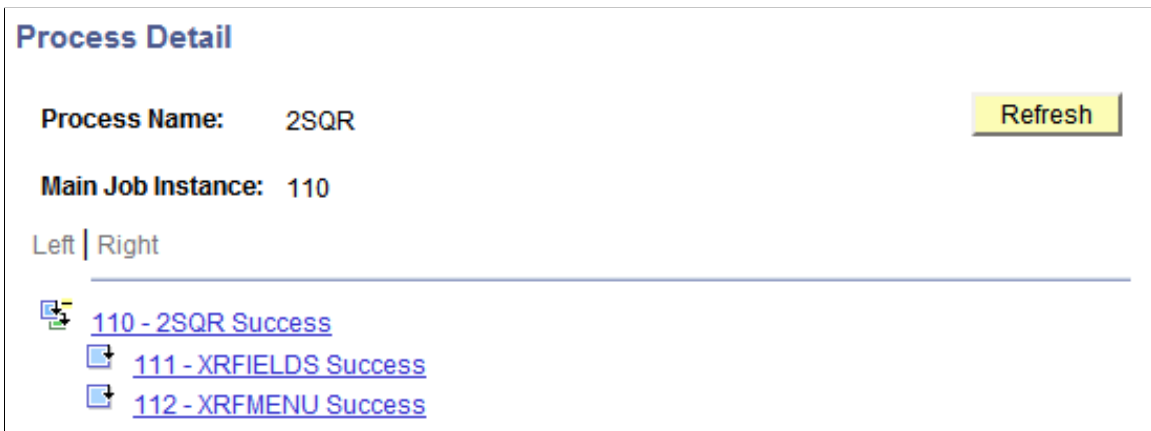 Process Detail
Process Name: 2SQR Refresh
Main Job Instance: 110
Left | Right
110 - 2SQR Success
111 - XRFIELDS Success
112 - XRFMENU Success